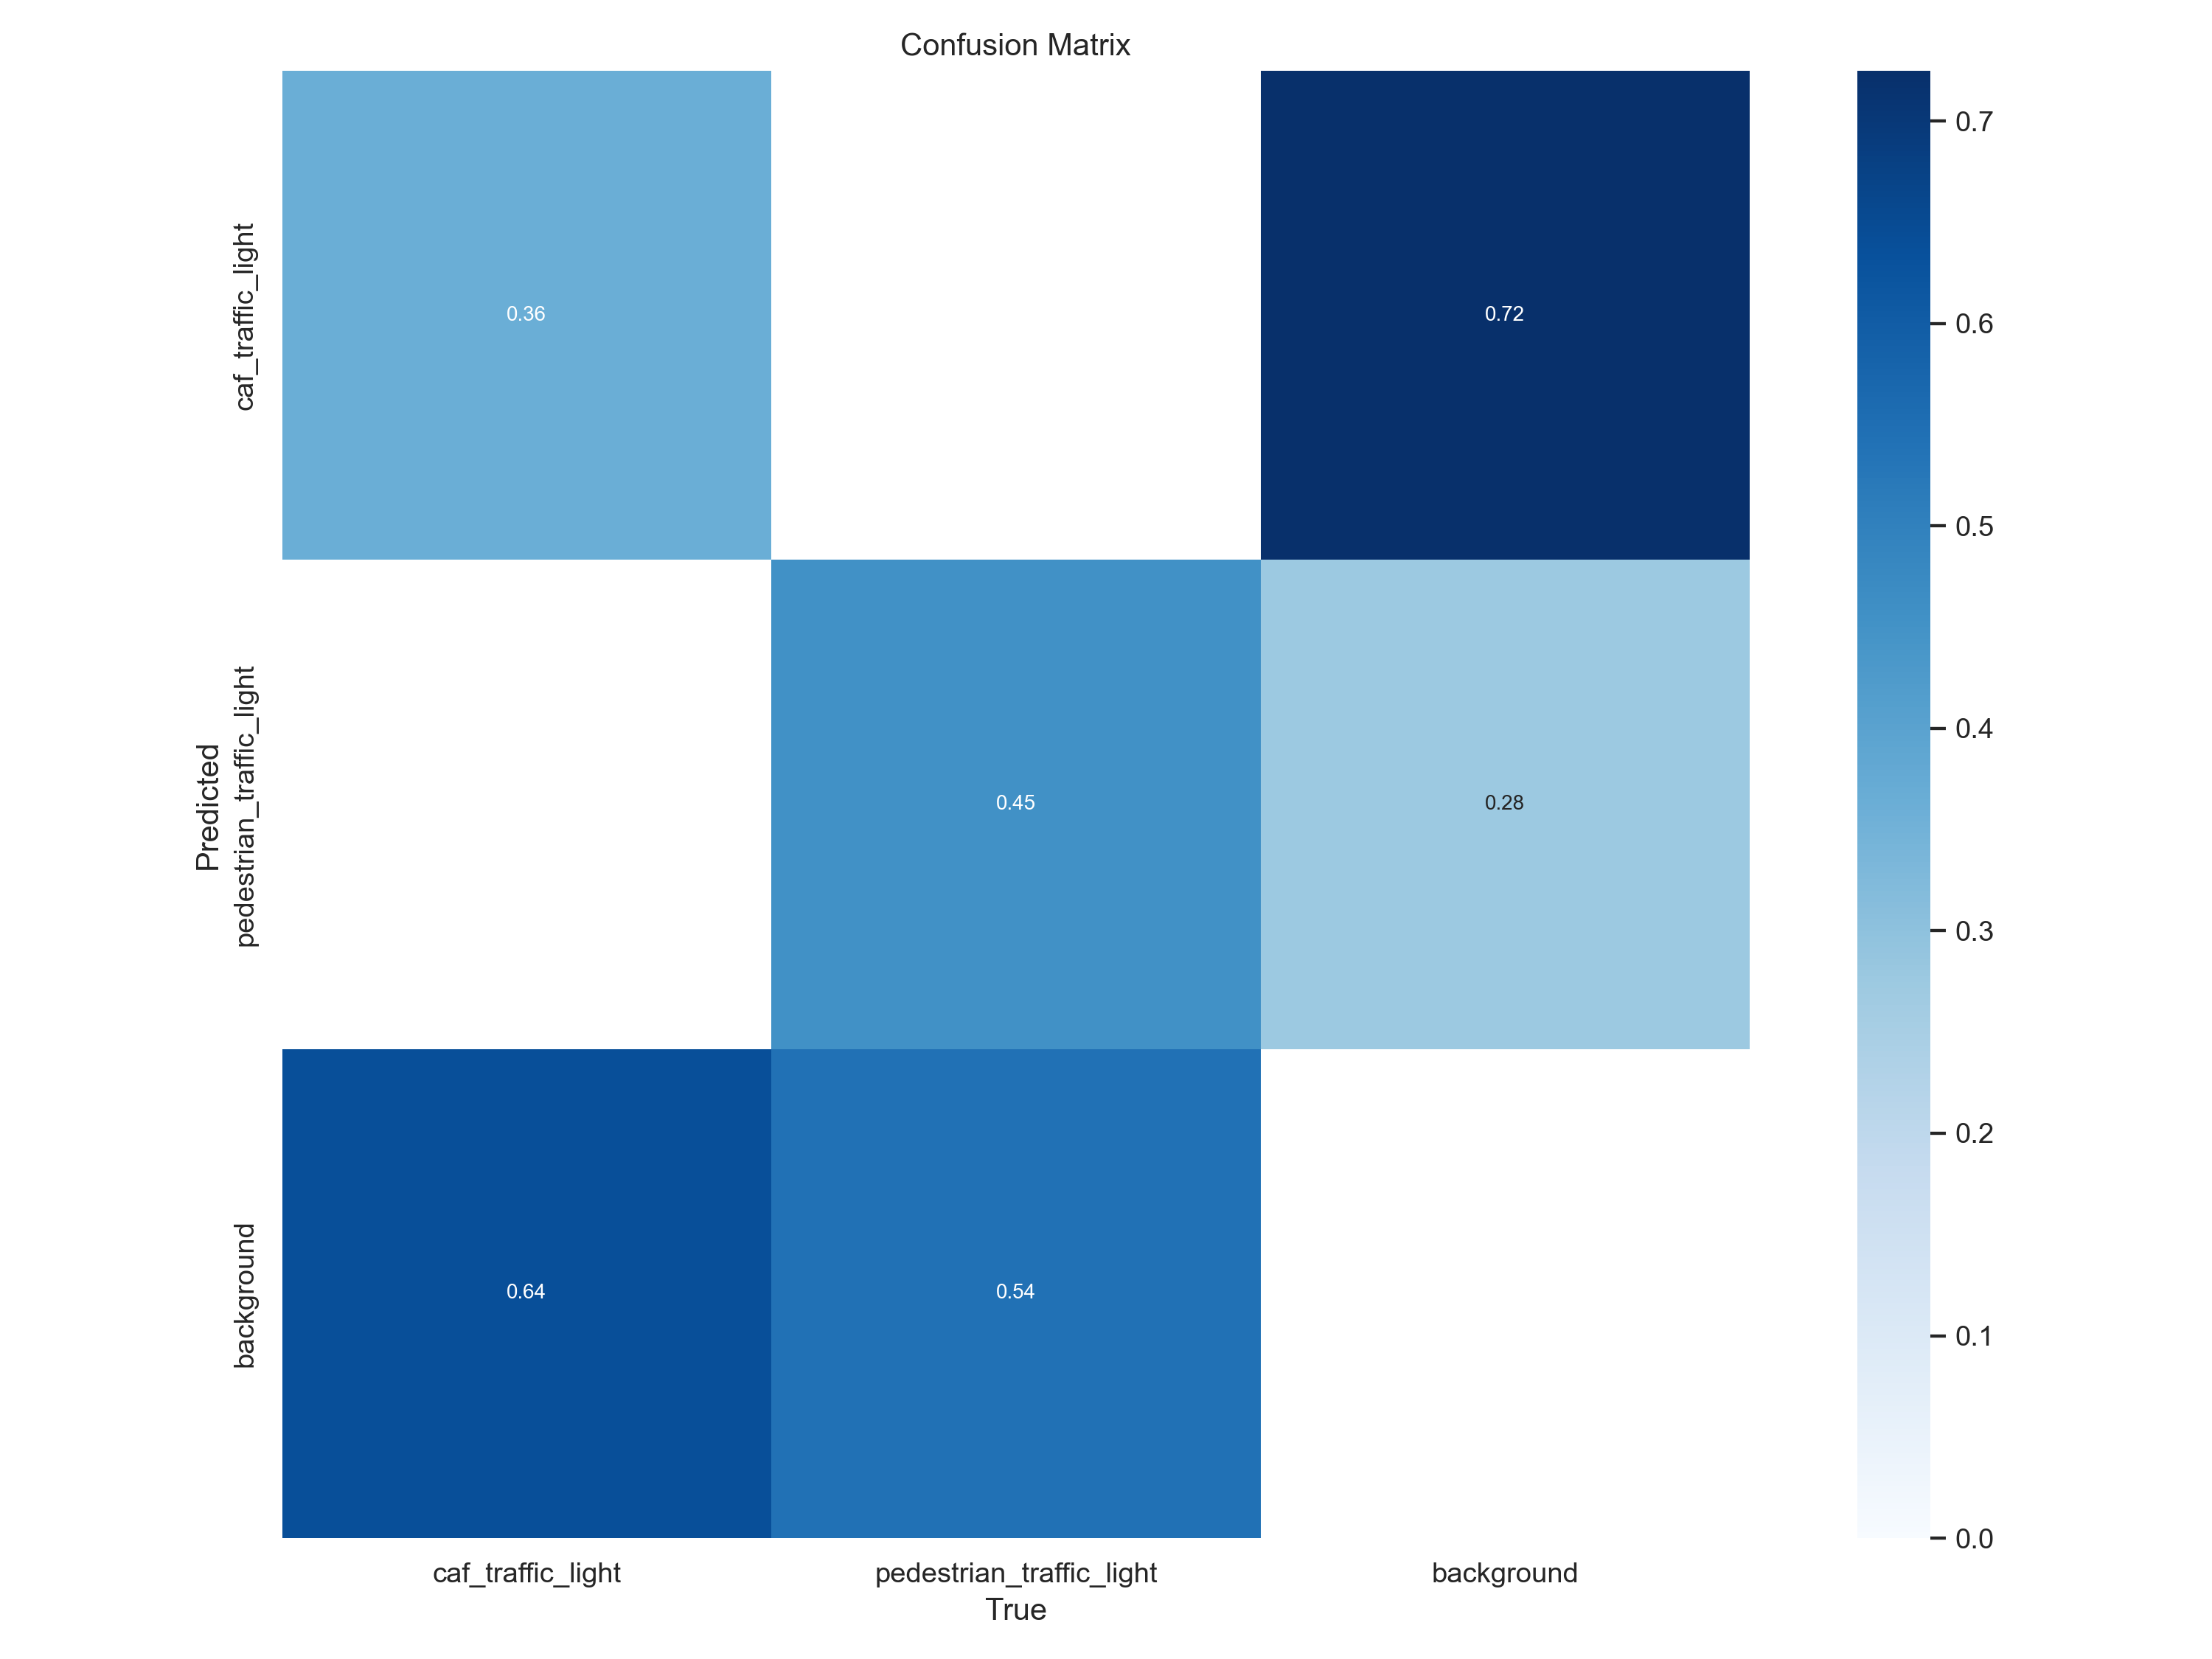 Confusion Matrix
caf_traffic_light
0.36
0.72
pedestrian_traffic_light
0.45
0.28
background
0.64
0.54
Predicted
caf_traffic_light
pedestrian_traffic_light
background
True
0.7
0.6
0.5
0.4
0.3
0.2
0.1
0.0